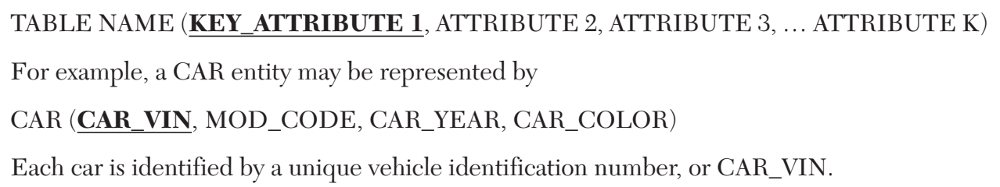 TABLE NAME (KEY_ATTRIBUTE 1, ATTRIBUTE 2, ATTRIBUTE 3, … ATTRIBUTE K)
For example, a CAR entity may be represented by
CAR (CAR_VIN, MOD_CODE, CAR_YEAR, CAR_COLOR)
Each car is identified by a unique vehicle identification number, or CAR_VIN.